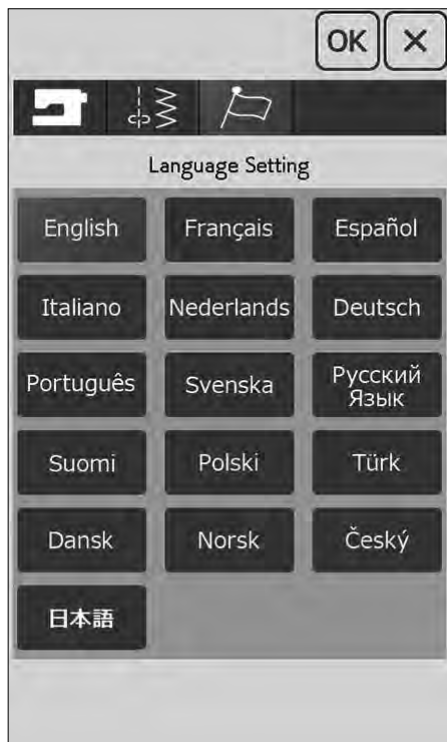 OK X
Language Setting
English Français Español
Italiano Nederlands Deutsch
Português Svenska Русский
Язык
Suomi Polski Türk
Dansk Norsk Český
日本語